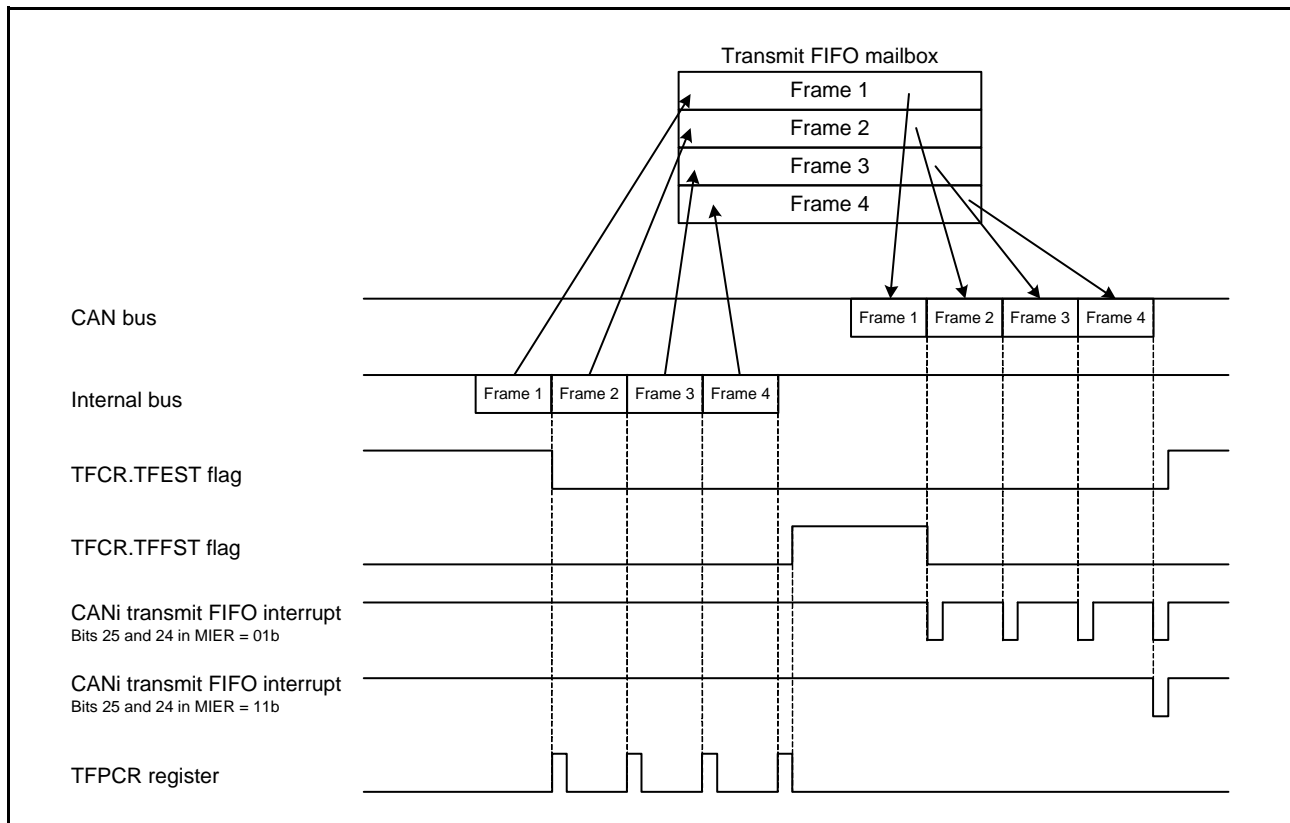 Transmit FIFO mailbox
Frame 1
Frame 2
Frame 3
Frame 4
CAN bus
Frame 1 Frame 2 Frame 3 Frame 4
Internal bus
Frame 1 Frame 2 Frame 3 Frame 4
TFCR.TFEST flag
TFCR.TFFST flag
CANi transmit FIFO interrupt
Bits 25 and 24 in MIER = 01b
CANi transmit FIFO interrupt
Bits 25 and 24 in MIER = 11b
TFPCR register